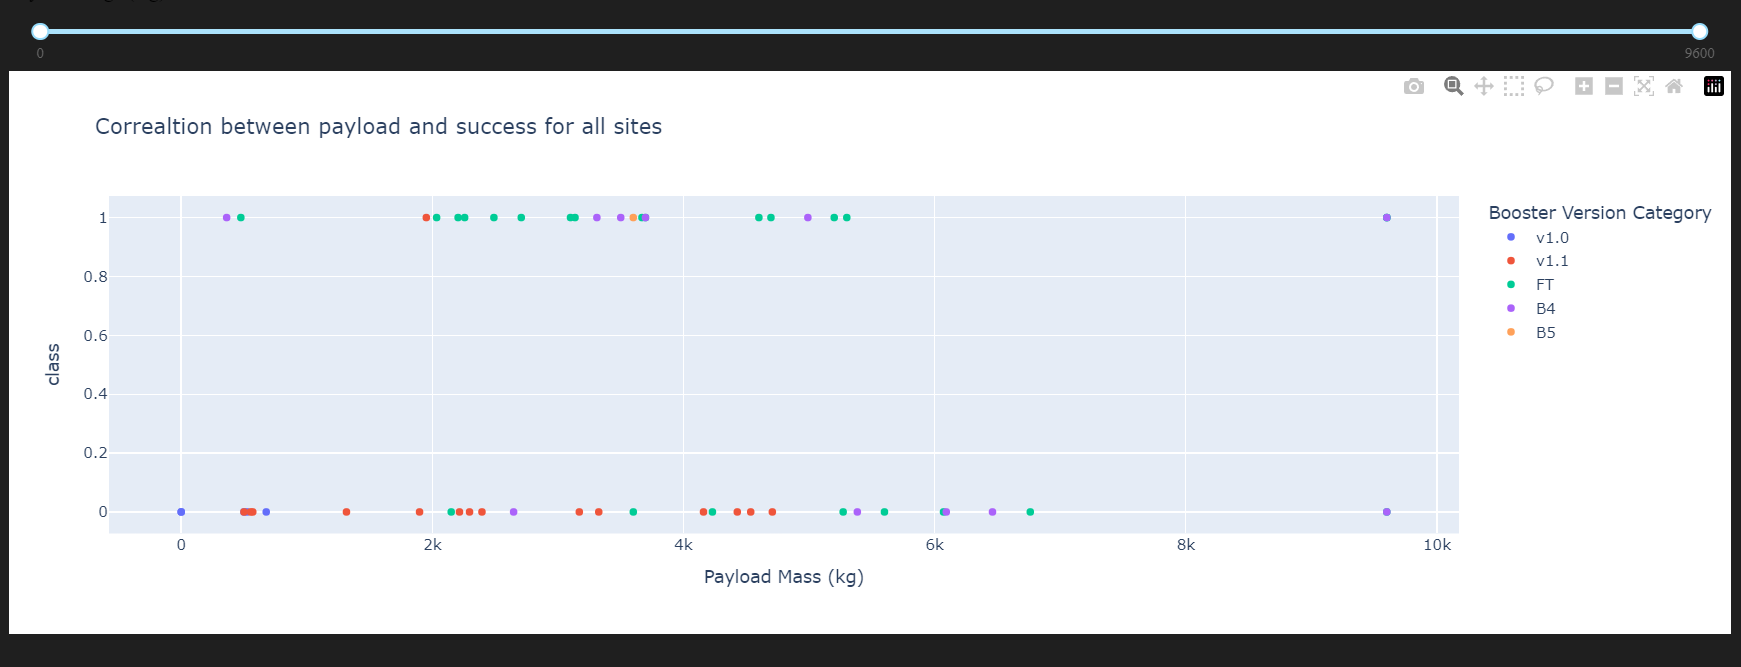 0
9600
Correaltion between payload and success for all sites
1
0.8
0.6
0.4
0.2
0
class
0
2k
4k
6k
8k
10k
Payload Mass (kg)
Booster Version Category
v1.0
v1.1
FT
B4
B5